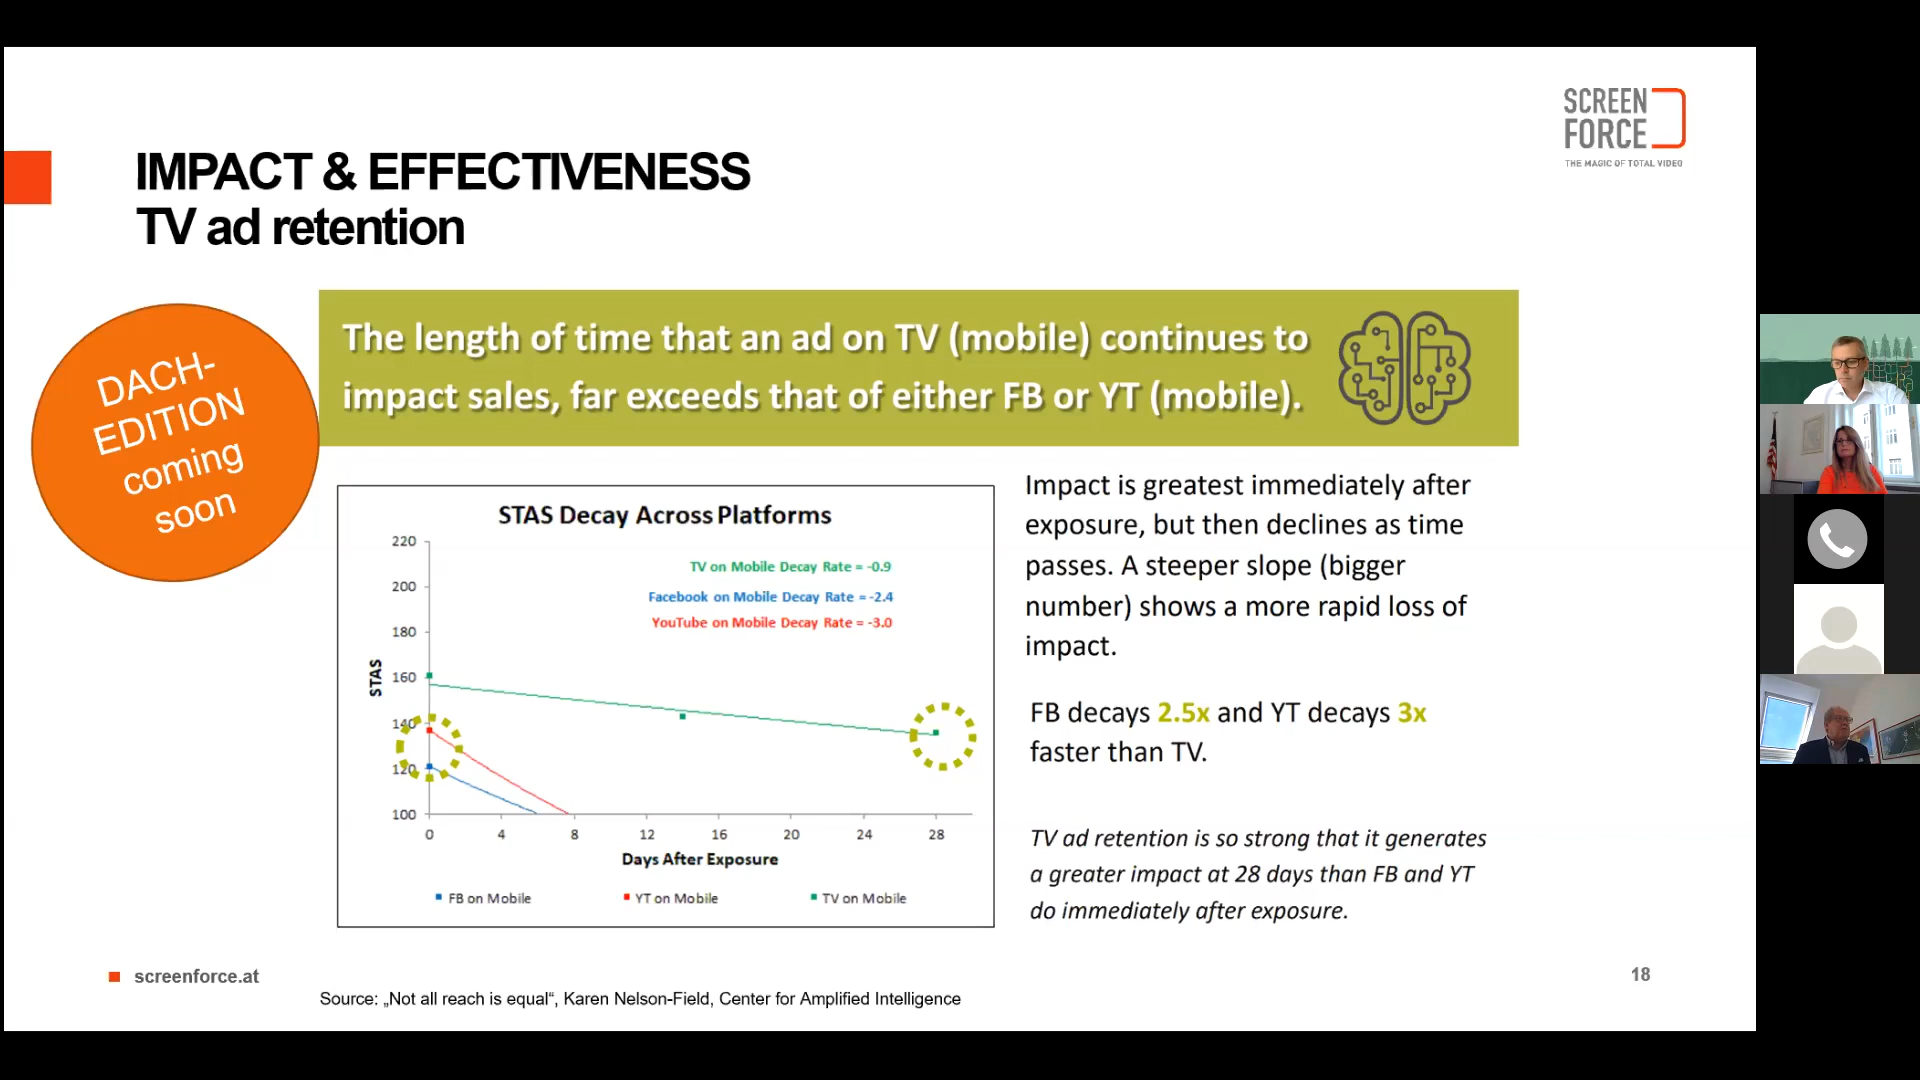 SCREEN
FORCE
THE MAGIC OF TOTAL VIDEO
IMPACT & EFFECTIVENESS
TV ad retention
DACH-
EDITION
coming
soon
The length of time that an ad on TV (mobile) continues to
impact sales, far exceeds that of either FB or YT (mobile).
STAS Decay Across Platforms
TV on Mobile Decay Rate = -0.9
Facebook on Mobile Decay Rate = -2.4
YouTube on Mobile Decay Rate = -3.0
STAS
220
200
180
160
140
120
100
0 4 8 12 16 20 24 28
Days After Exposure
FB on Mobile YT on Mobile TV on Mobile
Impact is greatest immediately after
exposure, but then declines as time
passes. A steeper slope (bigger
number) shows a more rapid loss of
impact.
FB decays 2.5x and YT decays 3x
faster than TV.
TV ad retention is so strong that it generates
a greater impact at 28 days than FB and YT
do immediately after exposure.
screenforce.at
Source: „Not all reach is equal“, Karen Nelson-Field, Center for Amplified Intelligence
18